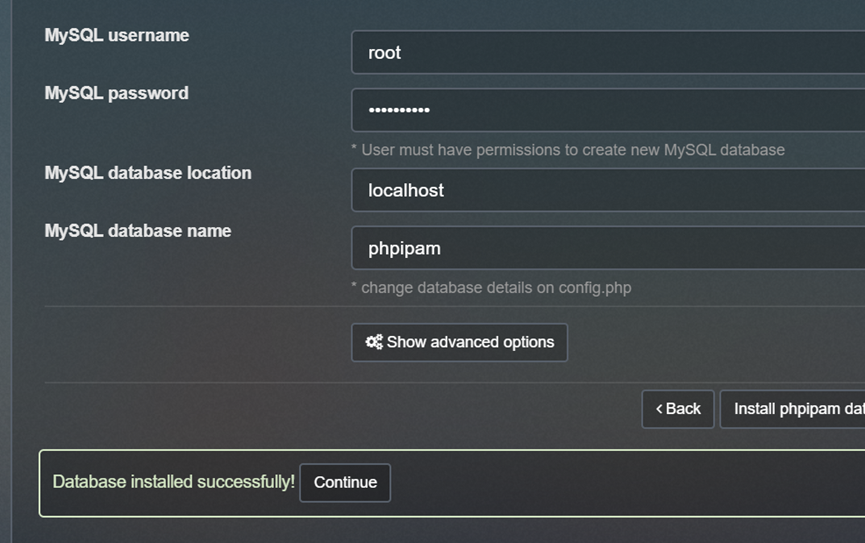 MySQL username
root
MySQL password
••••••••••
* User must have permissions to create new MySQL database
MySQL database location
localhost
MySQL database name
phpipam
* change database details on config.php
Show advanced options
< Back
Install phpipam
Database installed successfully! Continue